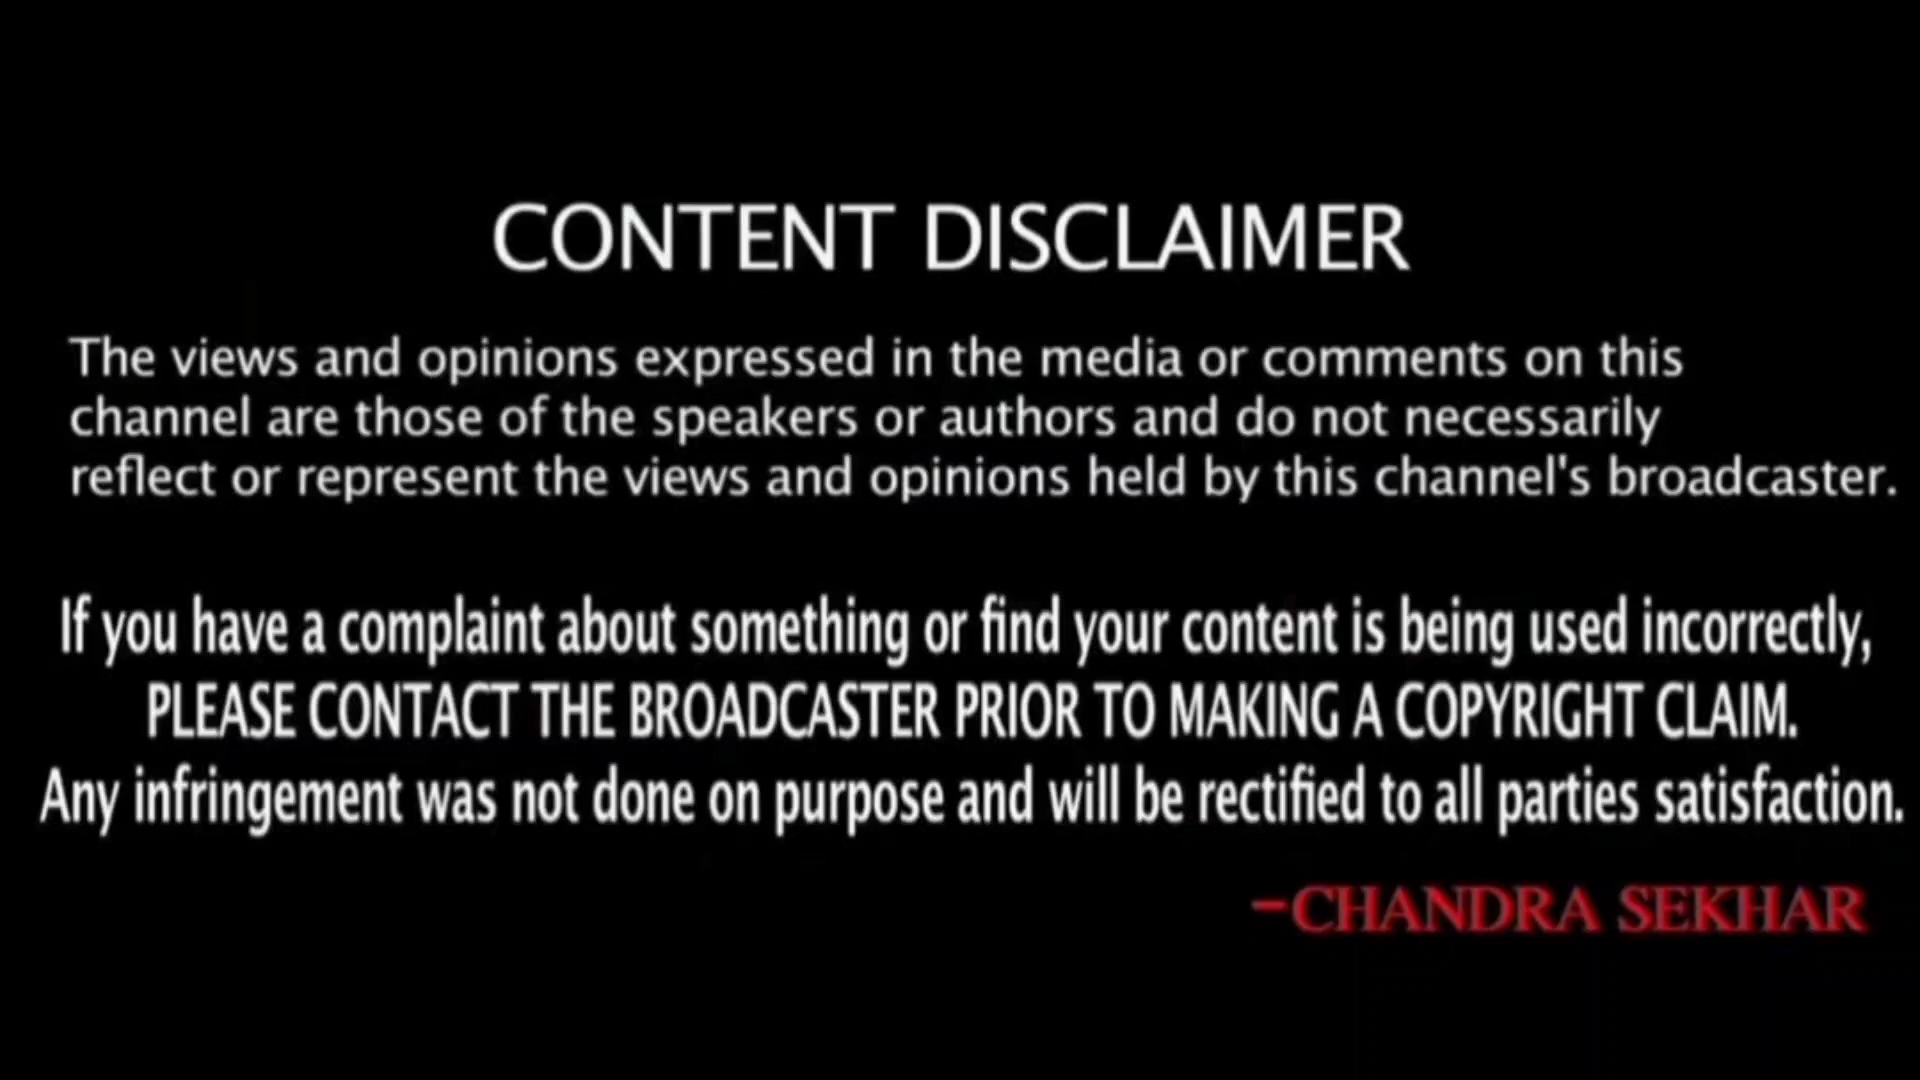 CONTENT DISCLAIMER
The views and opinions expressed in the media or comments on this
channel are those of the speakers or authors and do not necessarily
reflect or represent the views and opinions held by this channel's broadcaster.
If you have a complaint about something or find your content is being used incorrectly,
PLEASE CONTACT THE BROADCASTER PRIOR TO MAKING A COPYRIGHT CLAIM.
Any infringement was not done on purpose and will be rectified to all parties satisfaction.
-CHANDRA SEKHAR